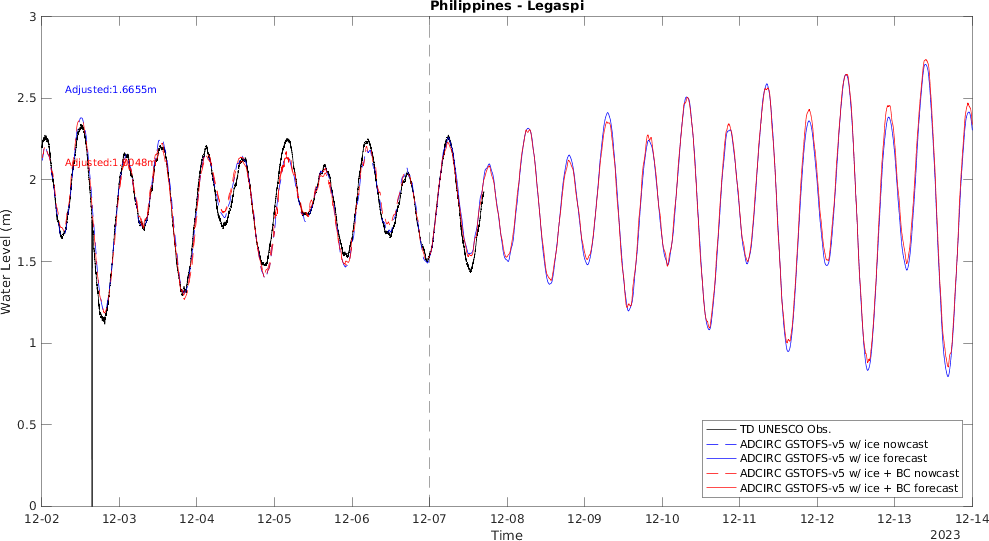 Philippines - Legaspi
3
2.5
2
1.5
1
0.5
0
Water Level (m)
Adjusted:1.6655m
TD UNESCO Obs.
ADCIRC GSTOFS-v5 w/ ice nowcast
ADCIRC GSTOFS-v5 w/ ice forecast
ADCIRC GSTOFS-v5 w/ ice + BC nowcast
ADCIRC GSTOFS-v5 w/ ice + BC forecast
12-02 12-03 12-04 12-05 12-06 12-07 12-08 12-09 12-10 12-11 12-12 12-13 12-14
Time
2023